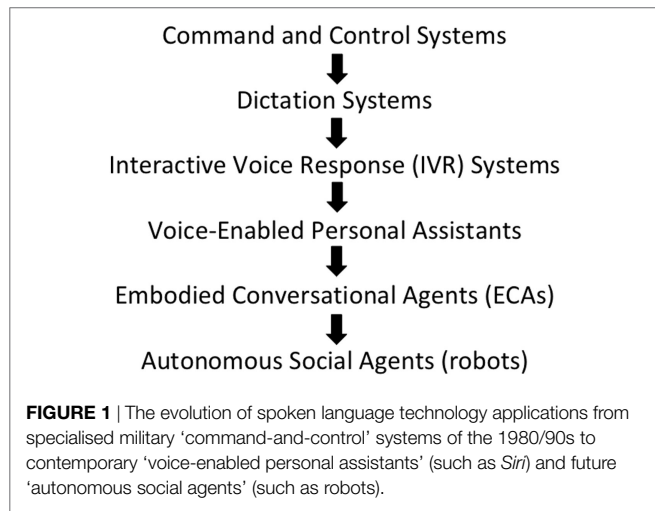 Command and Control Systems
Dictation Systems
Interactive Voice Response (IVR) Systems
Voice-Enabled Personal Assistants
Embodied Conversational Agents (ECAs)
Autonomous Social Agents (robots)
FIGURE 1 | The evolution of spoken language technology applications from
specialised military ‘command-and-control’ systems of the 1980/90s to
contemporary ‘voice-enabled personal assistants’ (such as Siri) and future
‘autonomous social agents’ (such as robots).